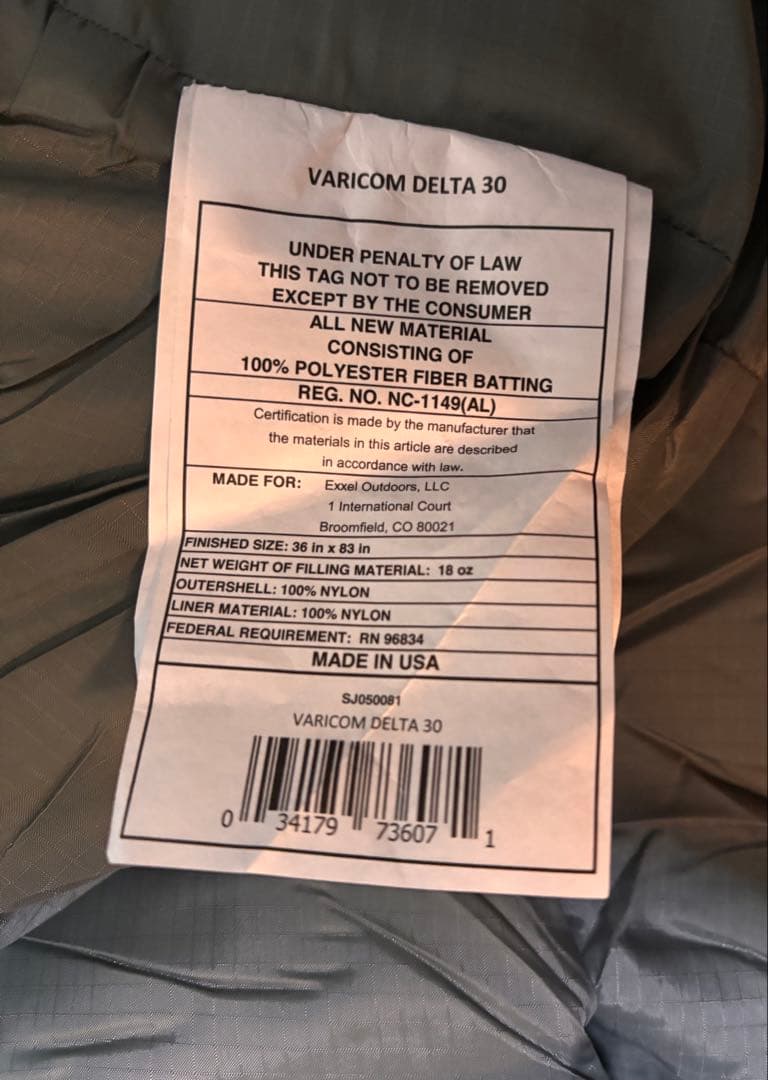 VARICOM DELTA 30
UNDER PENALTY OF LAW
THIS TAG NOT TO BE REMOVED
EXCEPT BY THE CONSUMER
ALL NEW MATERIAL
CONSISTING OF
100% POLYESTER FIBER BATTING
REG. NO. NC-1149(AL)
Certification is made by the manufacturer that
the materials in this article are described
in accordance with law.
MADE FOR: Exxel Outdoors, LLC
1 International Court
Broomfield, CO 80021
FINISHED SIZE: 36 in x 83 in
NET WEIGHT OF FILLING MATERIAL: 18 oz
OUTERSHELL: 100% NYLON
LINER MATERIAL: 100% NYLON
FEDERAL REQUIREMENT: RN 96834
MADE IN USA
SJ050081
VARICOM DELTA 30
0 34179 73607 1